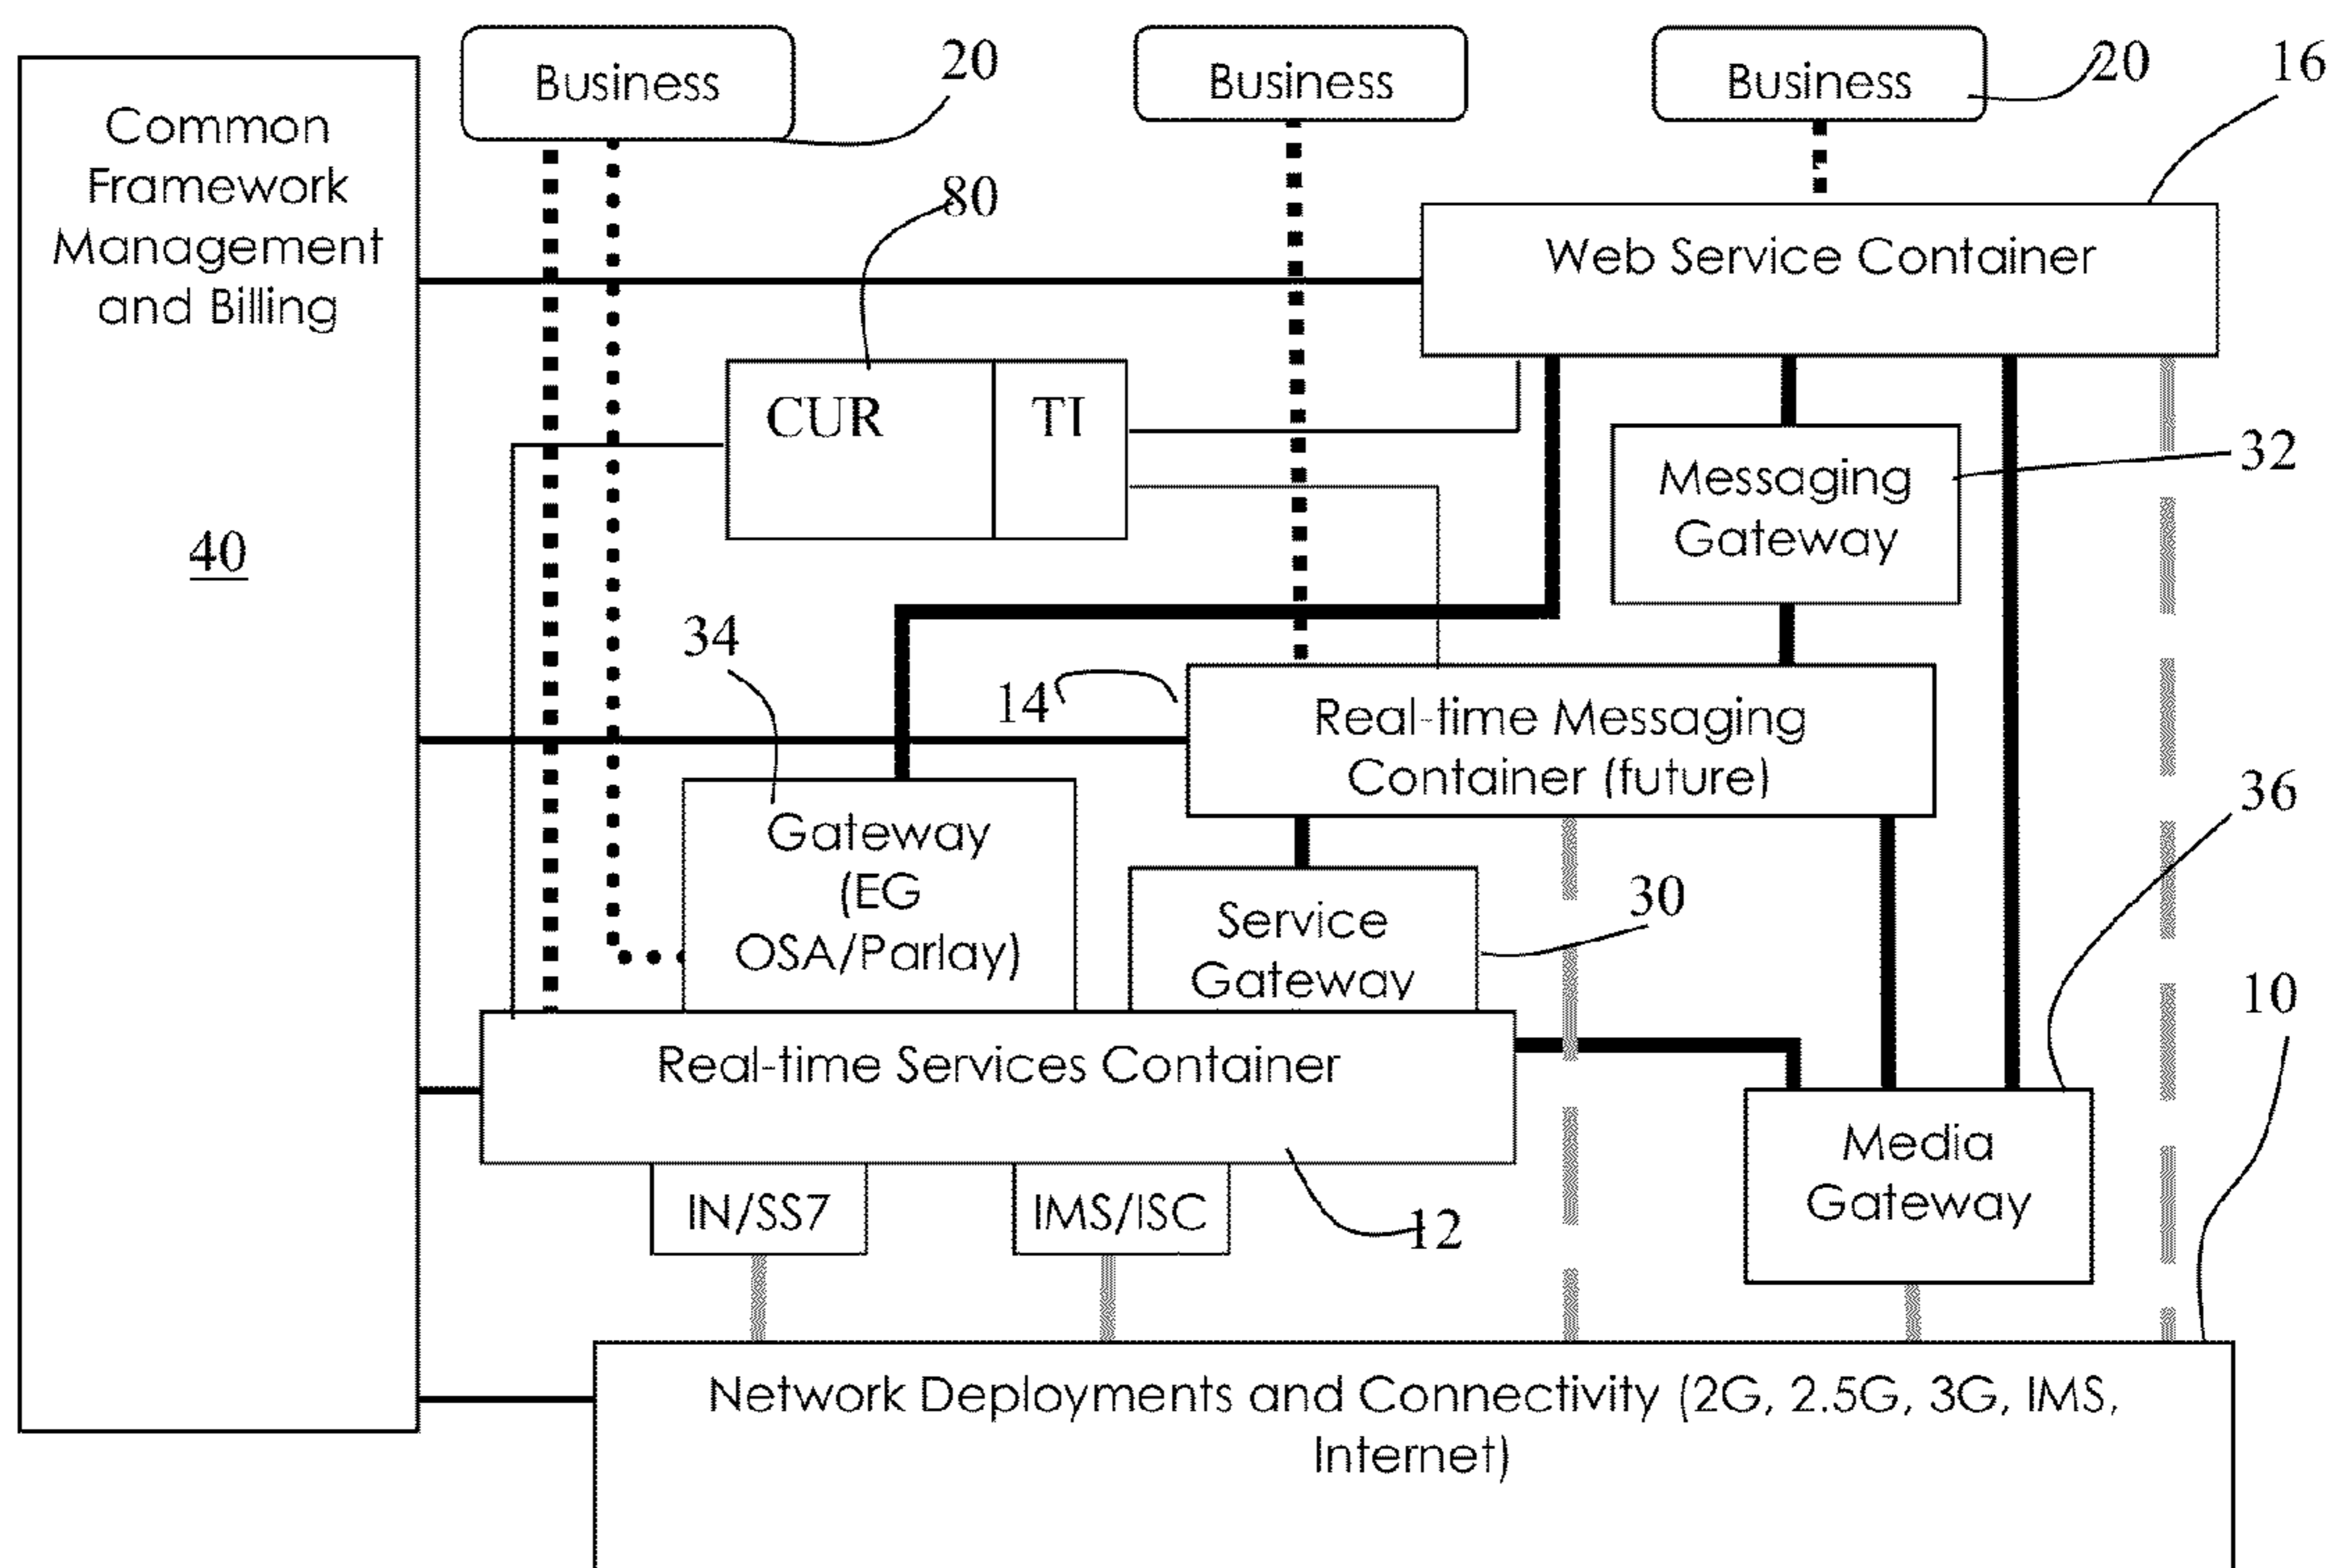 Business
20
Business
Business
20
16
Common
Framework
Management
and Billing
40
80
Web Service Container
CUR
TI
Messaging
Gateway
32
34
14
Real-time Messaging
Container (future)
Gateway
(EG
OSA/Parlay)
Service
Gateway
30
36
10
Real-time Services Container
Media
Gateway
IN/SS7
IMS/ISC
12
Network Deployments and Connectivity (2G, 2.5G, 3G, IMS,
Internet)